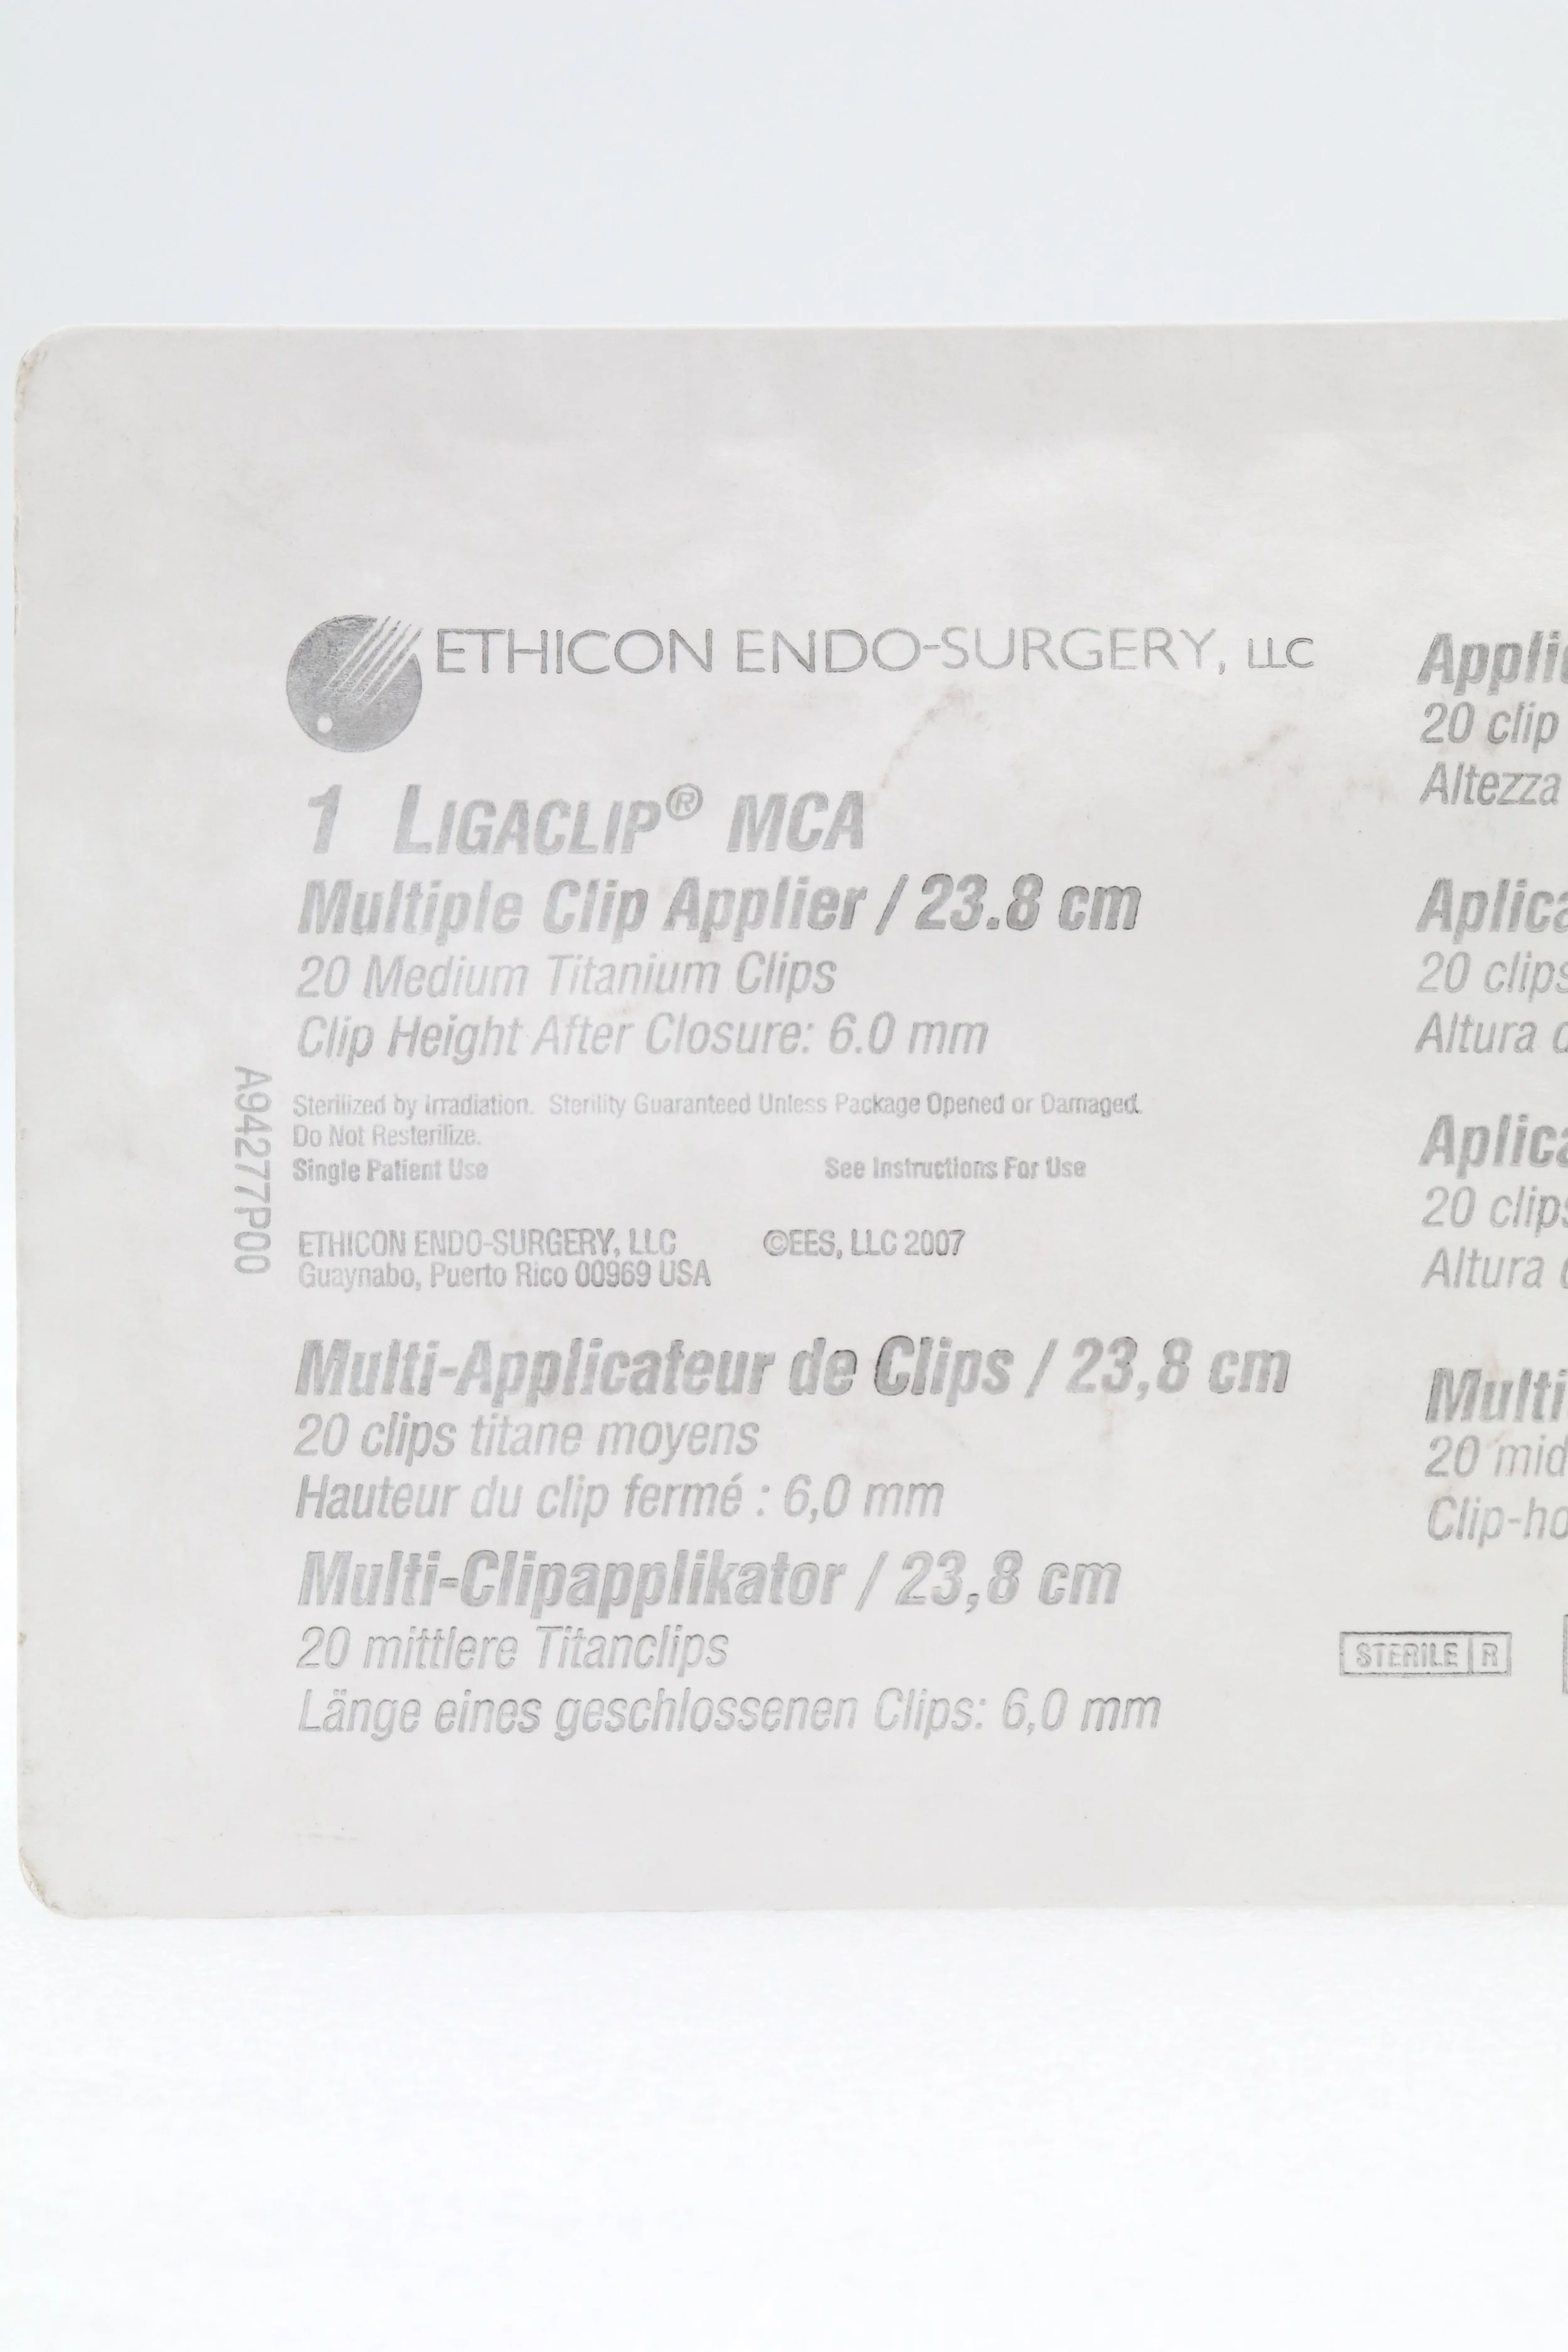 ETHICON ENDO-SURGERY, LLC
1 LIGACLIP® MCA
Multiple Clip Applier / 23.8 cm
20 Medium Titanium Clips
Clip Height After Closure: 6.0 mm
Sterilized by Irradiation. Sterility Guaranteed Unless Package Opened or Damaged.
Do Not Resterilize.
Single Patient Use See Instructions For Use
ETHICON ENDO-SURGERY, LLC ©EES, LLC 2007
Guaynabo, Puerto Rico 00969 USA
A94277P00
Multi-Applicateur de Clips / 23,8 cm
20 clips titane moyens
Hauteur du clip fermé : 6,0 mm
Multi-Clipapplikator / 23,8 cm
20 mittlere Titanclips
Länge eines geschlossenen Clips: 6,0 mm
20 clip
Altezza
20 clips
Altura
20 clips
Altura
Multi
20
STERILE R